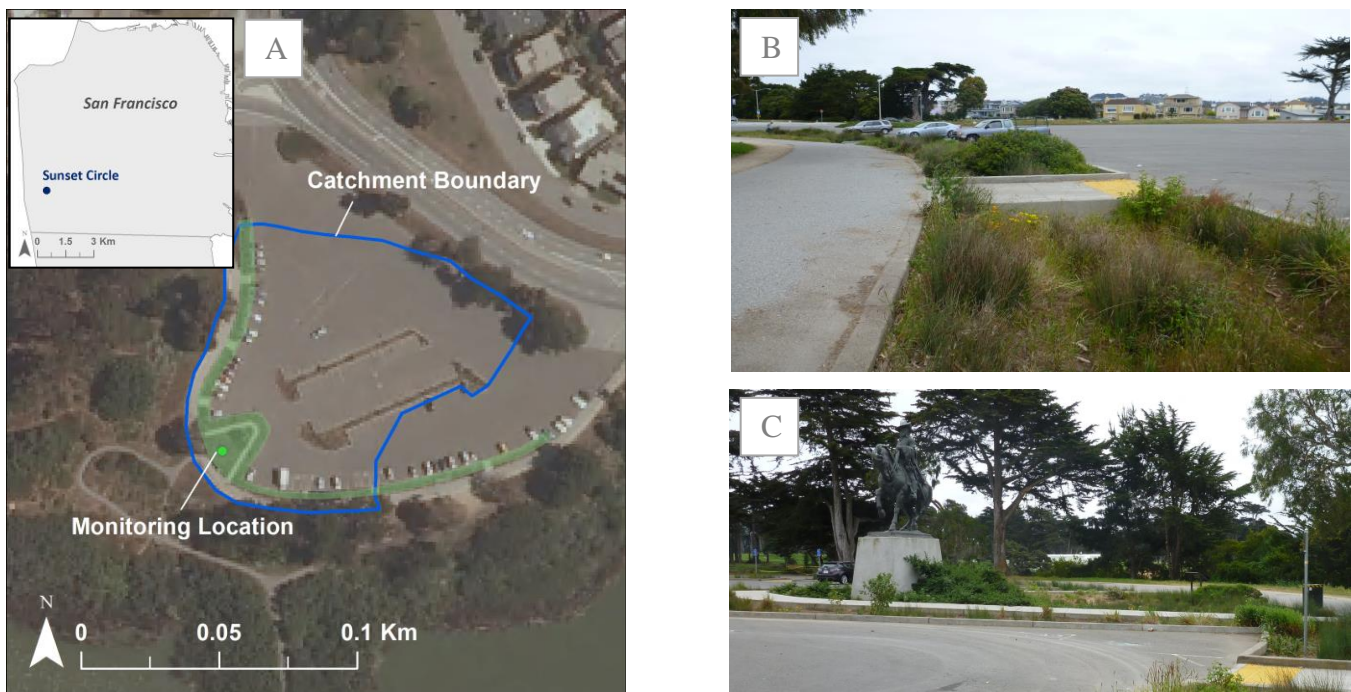 San Francisco
Sunset Circle
N
0 1.5 3 Km
A
Catchment Boundary
Monitoring Location
N
0 0.05 0.1 Km
B
C